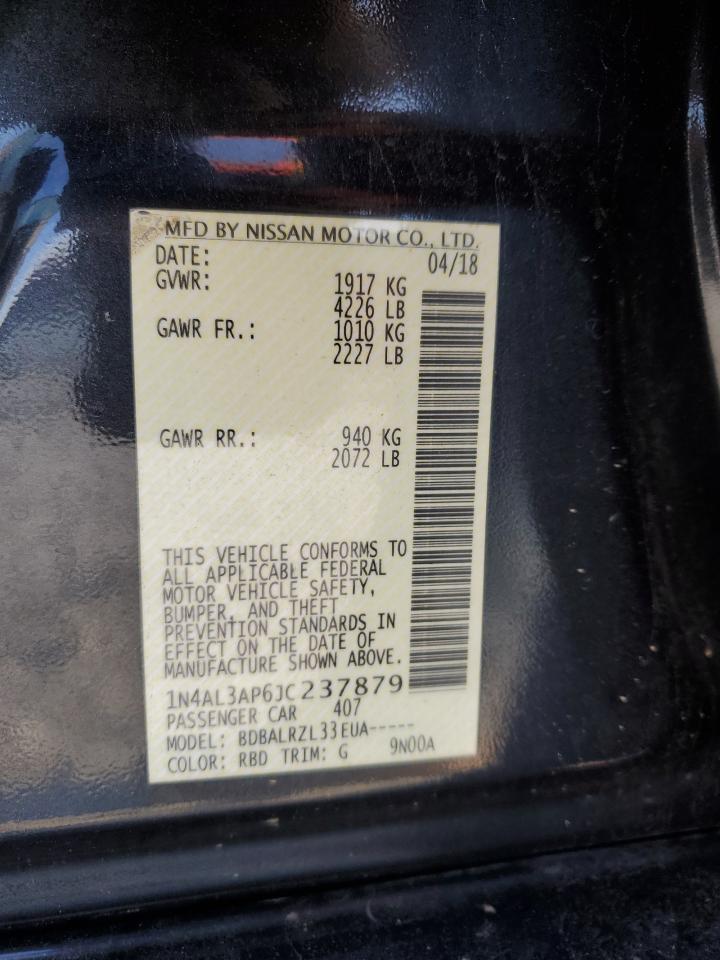 MFD BY NISSAN MOTOR CO., LTD.
DATE: 04/18
GVWR: 1917 KG
4226 LB
GAWR FR.: 1010 KG
2227 LB
GAWR RR.: 940 KG
2072 LB
THIS VEHICLE CONFORMS TO
ALL APPLICABLE FEDERAL
MOTOR VEHICLE SAFETY,
BUMPER, AND THEFT
PREVENTION STANDARDS IN
EFFECT ON THE DATE OF
MANUFACTURE SHOWN ABOVE.
1N4AL3AP6JC237879
PASSENGER CAR 407
MODEL: BDBALRZL33EUA-----
COLOR: RBD TRIM: G 9N00A